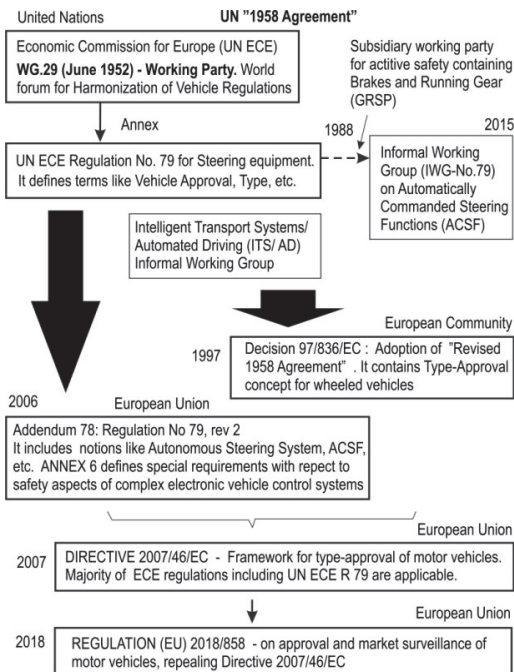 United Nations
UN "1958 Agreement"
Economic Commission for Europe (UN ECE)
WG.29 (June 1952) - Working Party. World
forum for Harmonization of Vehicle Regulations
Subsidiary working party
for actitive safety containing
Brakes and Running Gear
(GRSP)
Annex
1988
2015
UN ECE Regulation No. 79 for Steering equipment.
It defines terms like Vehicle Approval, Type, etc.
Informal Working
Group (IWG-No.79)
on Automatically
Commanded Steering
Functions (ACSF)
Intelligent Transport Systems/
Automated Driving (ITS/ AD)
Informal Working Group
European Community
1997
Decision 97/836/EC : Adoption of "Revised
1958 Agreement" . It contains Type-Approval
concept for wheeled vehicles
2006
European Union
Addendum 78: Regulation No 79, rev 2
It includes notions like Autonomous Steering System, ACSF,
etc. ANNEX 6 defines special requirements with repect to
safety aspects of complex electronic vehicle control systems
European Union
2007
DIRECTIVE 2007/46/EC - Framework for type-approval of motor vehicles.
Majority of ECE regulations including UN ECE R 79 are applicable.
European Union
2018
REGULATION (EU) 2018/858 - on approval and market surveillance of
motor vehicles, repealing Directive 2007/46/EC